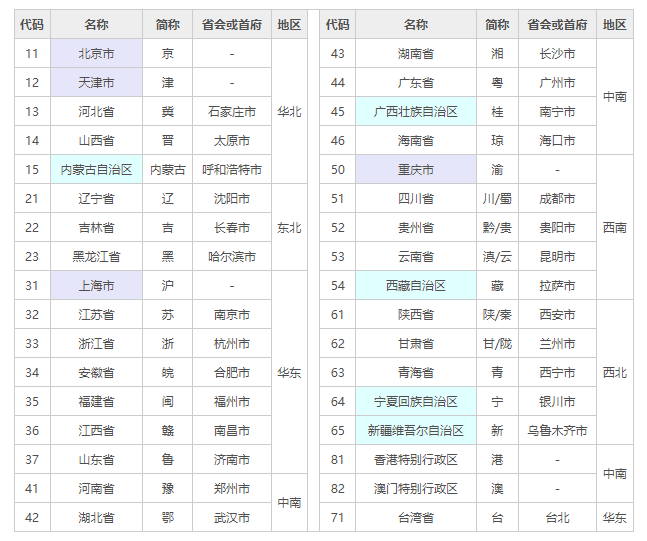 代码 名称 简称 省会或首府 地区 代码 名称 简称 省会或首府 地区
11 北京市 京 - 华北 43 湖南省 湘 长沙市 中南
12 天津市 津 - 44 广东省 粤 广州市
13 河北省 冀 石家庄市 45 广西壮族自治区 桂 南宁市
14 山西省 晋 太原市 46 海南省 琼 海口市
15 内蒙古自治区 内蒙古 呼和浩特市 50 重庆市 渝 - 西南
21 辽宁省 辽 沈阳市 东北 51 四川省 川/蜀 成都市
22 吉林省 吉 长春市 52 贵州省 黔/贵 贵阳市
23 黑龙江省 黑 哈尔滨市 53 云南省 滇/云 昆明市
31 上海市 沪 - 华东 54 西藏自治区 藏 拉萨市
32 江苏省 苏 南京市 61 陕西省 陕/秦 西安市 西北
33 浙江省 浙 杭州市 62 甘肃省 甘/陇 兰州市
34 安徽省 皖 合肥市 63 青海省 青 西宁市
35 福建省 闽 福州市 64 宁夏回族自治区 宁 银川市
36 江西省 赣 南昌市 65 新疆维吾尔自治区 新 乌鲁木齐市
37 山东省 鲁 济南市 81 香港特别行政区 港 - 中南
41 河南省 豫 郑州市 中南 82 澳门特别行政区 澳 -
42 湖北省 鄂 武汉市 71 台湾省 台 台北 华东